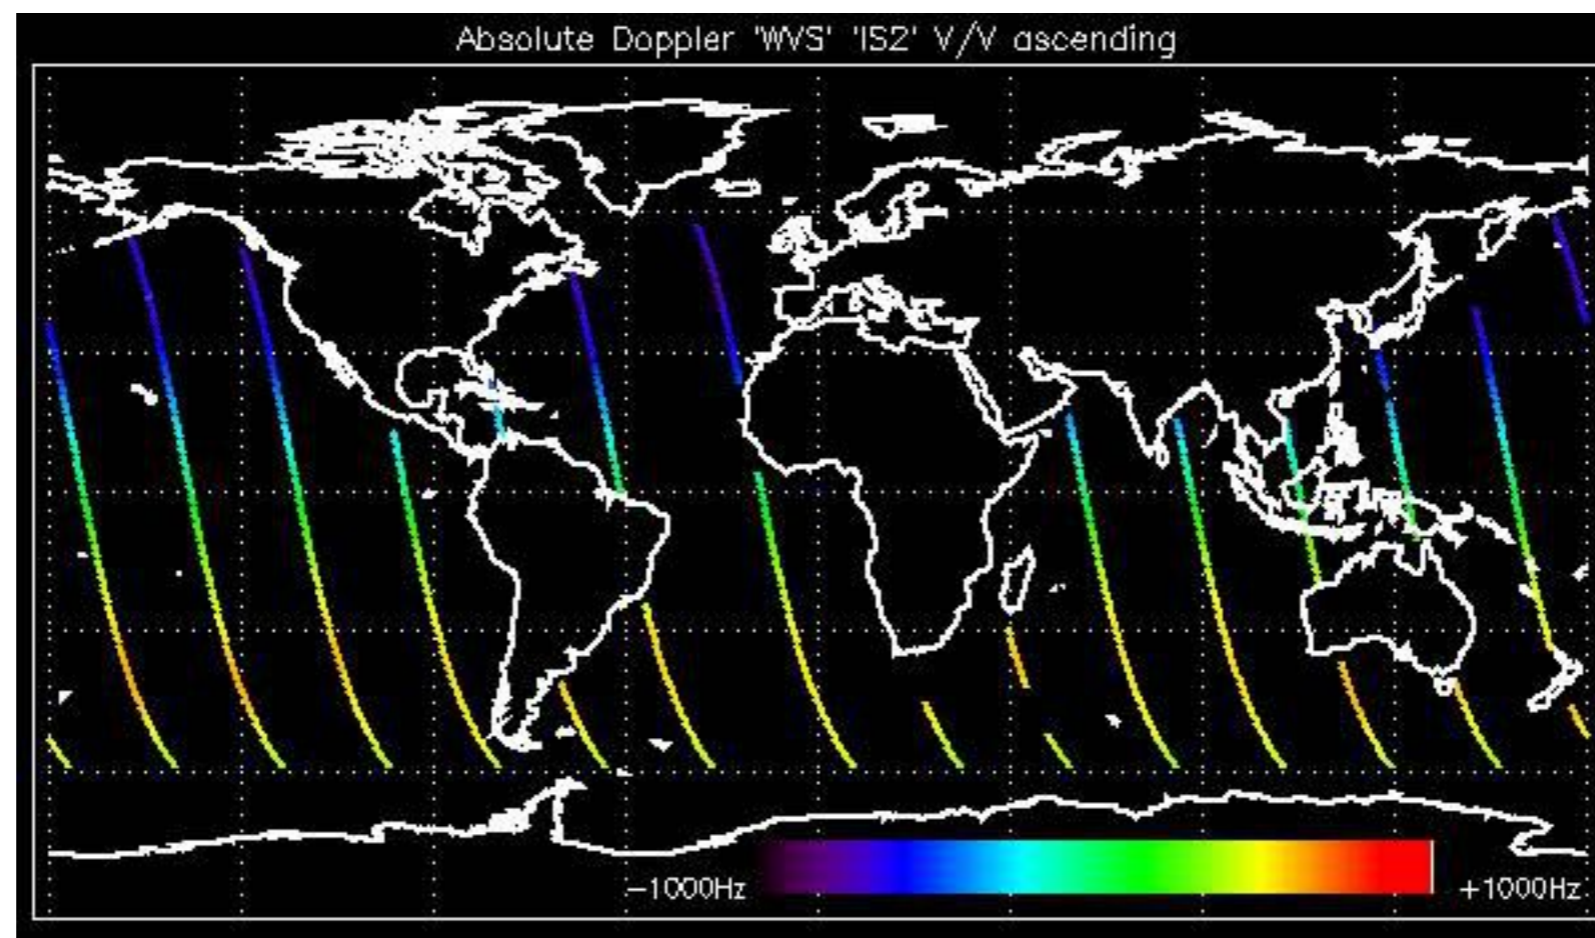 Absolute Doppler 'WVS' 'IS2' V/V ascending
−1000Hz
+1000Hz